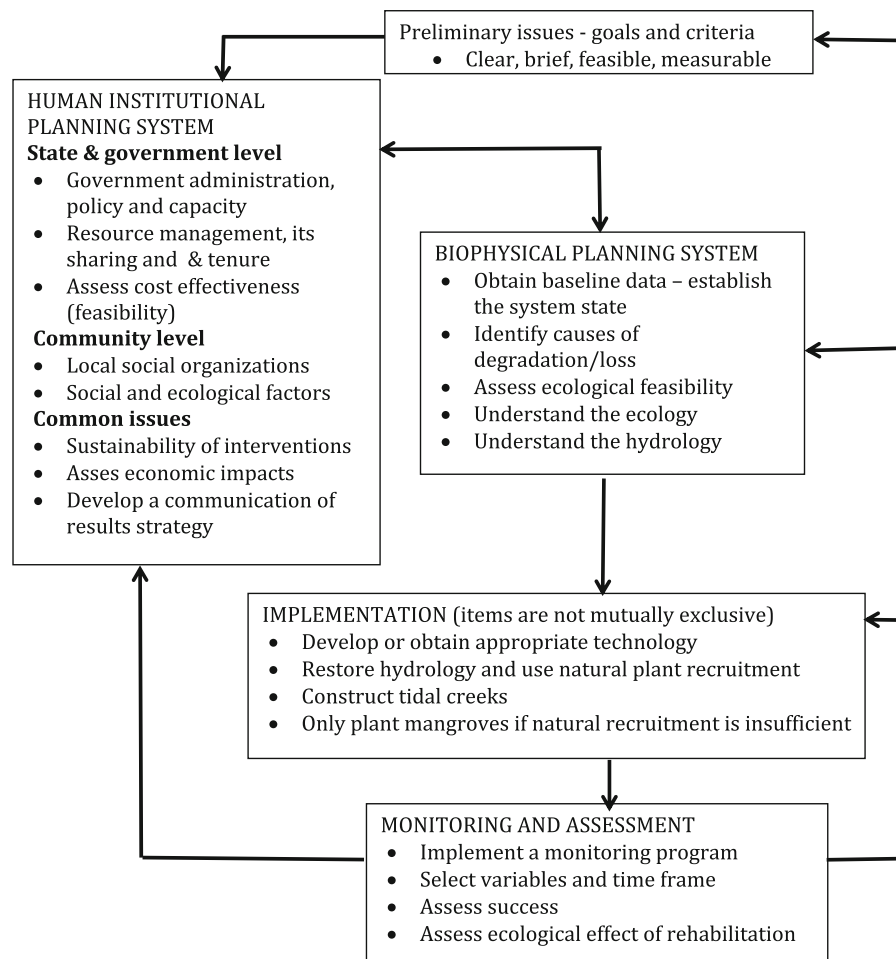 Preliminary issues - goals and criteria
• Clear, brief, feasible, measurable
HUMAN INSTITUTIONAL
PLANNING SYSTEM
State & government level
• Government administration,
policy and capacity
• Resource management, its
sharing and & tenure
• Assess cost effectiveness
(feasibility)
Community level
• Local social organizations
• Social and ecological factors
Common issues
• Sustainability of interventions
• Asses economic impacts
• Develop a communication of
results strategy
BIOPHYSICAL PLANNING SYSTEM
• Obtain baseline data – establish
the system state
• Identify causes of
degradation/loss
• Assess ecological feasibility
• Understand the ecology
• Understand the hydrology
IMPLEMENTATION (items are not mutually exclusive)
• Develop or obtain appropriate technology
• Restore hydrology and use natural plant recruitment
• Construct tidal creeks
• Only plant mangroves if natural recruitment is insufficient
MONITORING AND ASSESSMENT
• Implement a monitoring program
• Select variables and time frame
• Assess success
• Assess ecological effect of rehabilitation